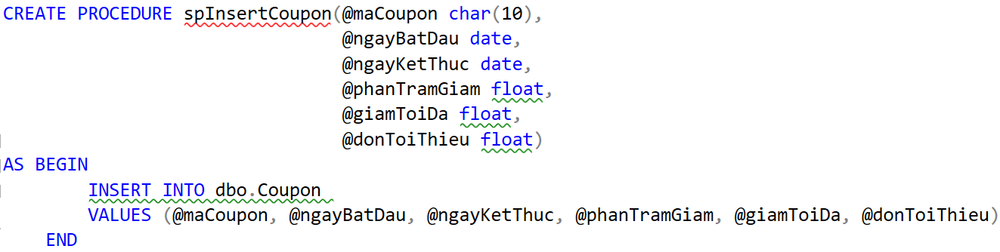 CREATE PROCEDURE spInsertCoupon(@maCoupon char(10),
@ngayBatDau date,
@ngayKetThuc date,
@phanTramGiam float,
@giamToiDa float,
@donToiThieu float)
AS BEGIN
INSERT INTO dbo.Coupon
VALUES (@maCoupon, @ngayBatDau, @ngayKetThuc, @phanTramGiam, @giamToiDa, @donToiThieu)
END